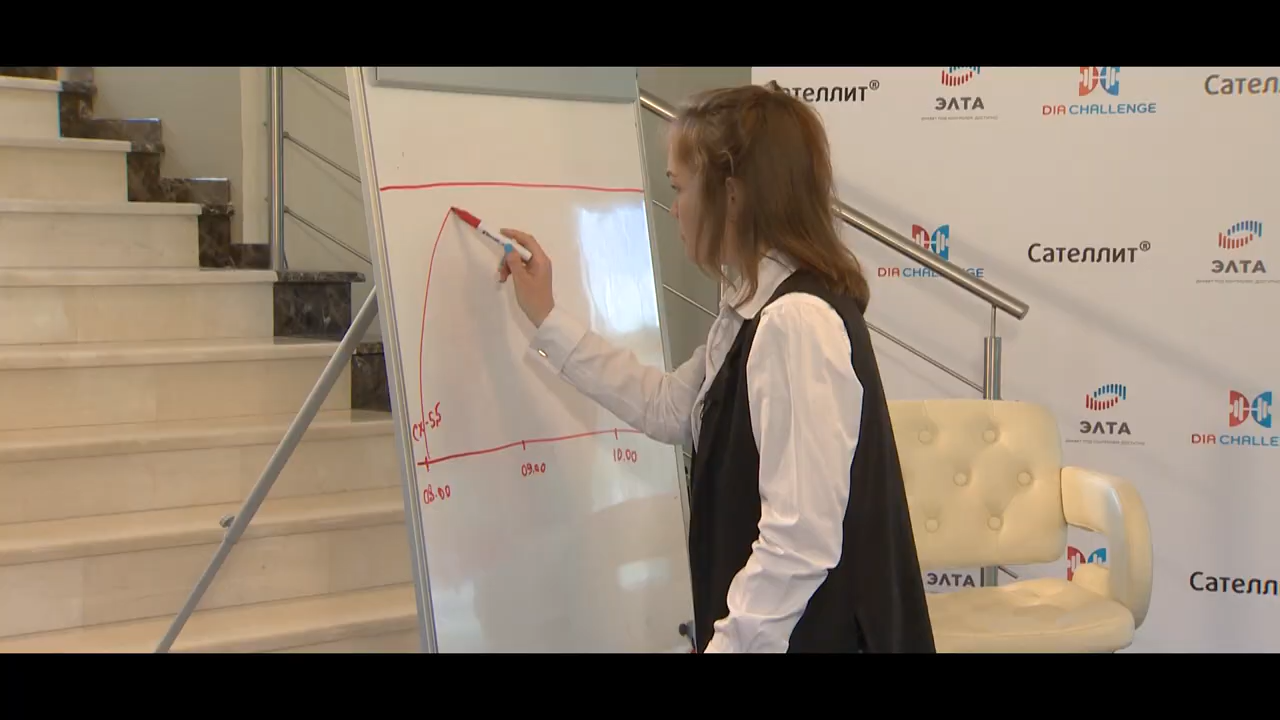 Сателлит®
ЭЛТА
DIA CHALLENGE
Сателл
DIA CHALLENGE
Сателлит®
ЭЛТА
ЭЛТА
DIA CHALLE
СК-5,5
08.00
09.00
10.00
ЭЛТА
Сателл